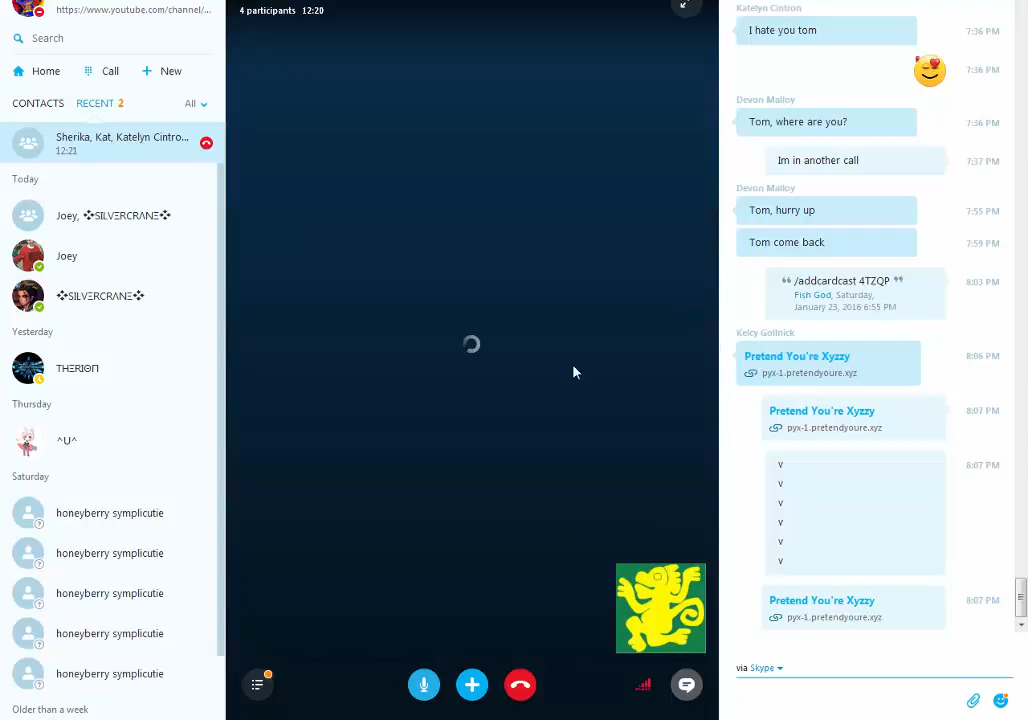 https://www.youtube.com/channel/...
Search
Home
Call
New
CONTACTS
RECENT 2
All
Sherika, Kat, Katelyn Cintro...
12:21
Today
Joey, ❖SILVΞRCRΛNΞ❖
Joey
❖SILVΞRCRΛNΞ❖
Yesterday
THΞRIΘΠ
Thursday
^U^
Saturday
honeyberry symplicutie
honeyberry symplicutie
honeyberry symplicutie
honeyberry symplicutie
honeyberry symplicutie
Older than a week
4 participants 12:20
Katelyn Cintron
I hate you tom
7:36 PM
7:36 PM
Devon Malloy
Tom, where are you?
7:36 PM
Im in another call
7:37 PM
Devon Malloy
Tom, hurry up
7:55 PM
Tom come back
7:59 PM
“ /addcardcast 4TZQP ”
8:03 PM
Fish God, Saturday,
January 23, 2016 6:55 PM
Kelcy Gollnick
Pretend You're Xyzzy
8:06 PM
pyx-1.pretendyoure.xyz
Pretend You're Xyzzy
8:07 PM
pyx-1.pretendyoure.xyz
v
8:07 PM
v
v
v
v
v
Pretend You're Xyzzy
8:07 PM
pyx-1.pretendyoure.xyz
via Skype